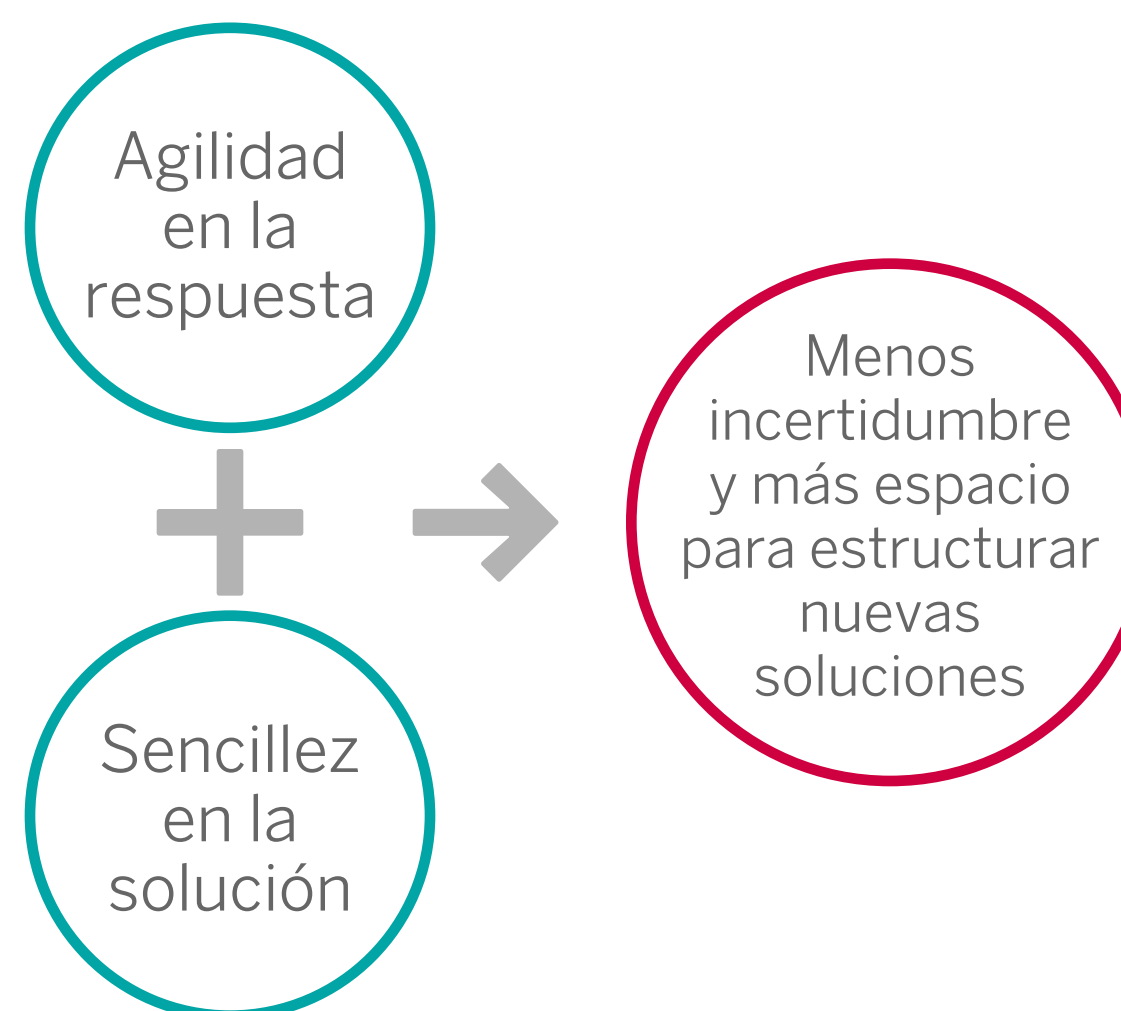 Agilidad
en la
respuesta
Sencillez
en la
solución
Menos
incertidumbre
y más espacio
para estructurar
nuevas
soluciones